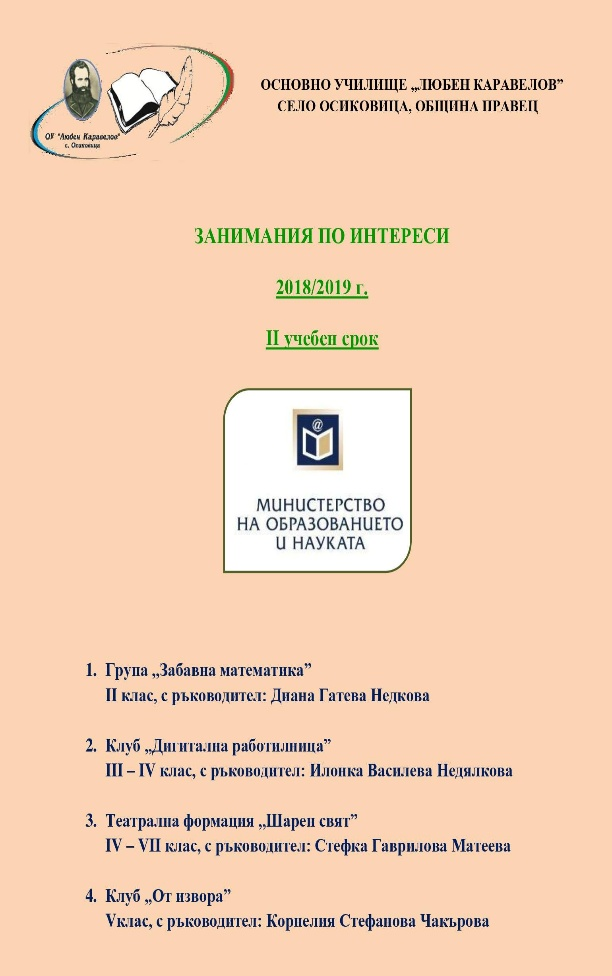 ОУ "Любен Каравелов"
с. Осиковица
ОСНОВНО УЧИЛИЩЕ „ЛЮБЕН КАРАВЕЛОВ”
СЕЛО ОСИКОВИЦА, ОБЩИНА ПРАВЕЦ
ЗАНИМАНИЯ ПО ИНТЕРЕСИ
2018/2019 г.
II учебен срок
@
МИНИСТЕРСТВО
НА ОБРАЗОВАНИЕТО
И НАУКАТА
1. Група „Забавна математика”
II клас, с ръководител: Диана Гатева Недкова
2. Клуб „Дигитална работилница”
III – IV клас, с ръководител: Илонка Василева Недялкова
3. Театрална формация „Шарен свят”
IV – VII клас, с ръководител: Стефка Гаврилова Матеева
4. Клуб „От извора”
Vклас, с ръководител: Корнелия Стефанова Чакърова